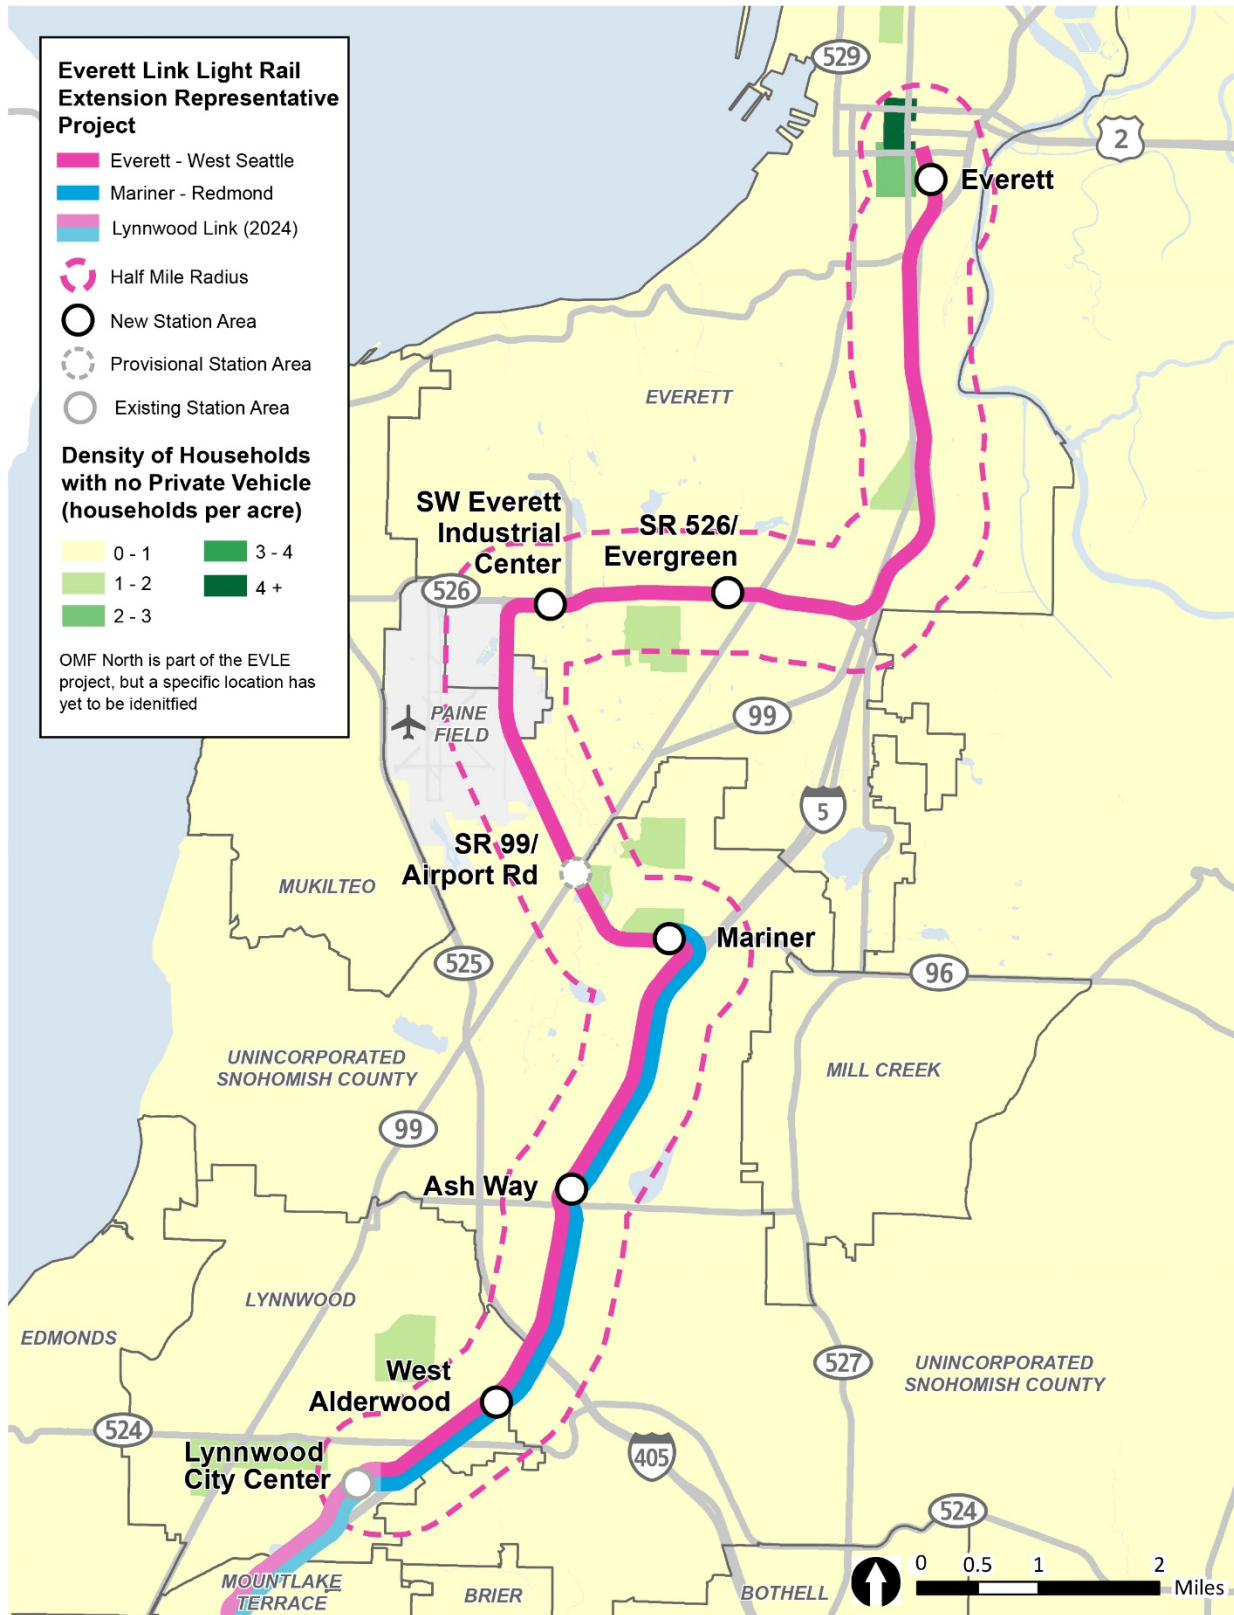 Everett Link Light Rail
Extension Representative
Project
Everett - West Seattle
Mariner - Redmond
Lynnwood Link (2024)
Half Mile Radius
New Station Area
Provisional Station Area
Existing Station Area
Density of Households
with no Private Vehicle
(households per acre)
0 - 1
3 - 4
1 - 2
4 +
2 - 3
OMF North is part of the EVLE
project, but a specific location has
yet to be idenitfied
529
2
Everett
EVERETT
SW Everett
Industrial
Center
SR 526/
Evergreen
526
PAINE
FIELD
99
5
SR 99/
Airport Rd
MUKILTEO
Mariner
525
96
UNINCORPORATED
SNOHOMISH COUNTY
MILL CREEK
99
Ash Way
LYNNWOOD
EDMONDS
527
UNINCORPORATED
SNOHOMISH COUNTY
West
Alderwood
524
Lynnwood
City Center
405
524
MOUNTLAKE
TERRACE
BRIER
BOTHELL
0 0.5 1 2
Miles